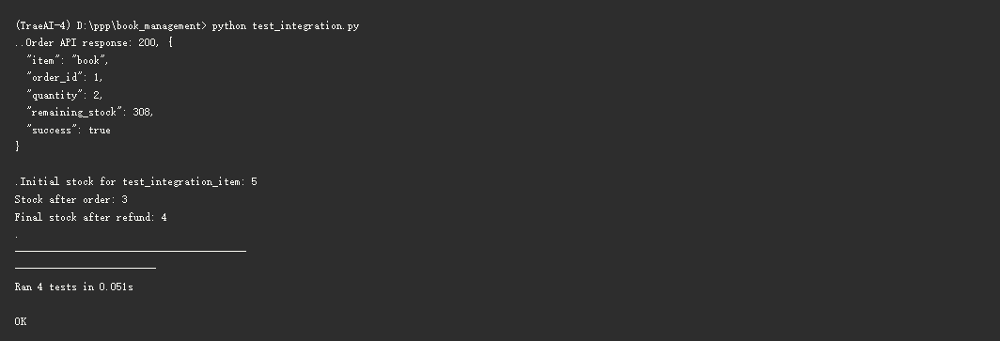 (TraeAI-4) D:\ppp\book_management> python test_integration.py
..Order API response: 200, {
  "item": "book",
  "order_id": 1,
  "quantity": 2,
  "remaining_stock": 308,
  "success": true
}
.Initial stock for test_integration_item: 5
Stock after order: 3
Final stock after refund: 4
.
Ran 4 tests in 0.051s
OK